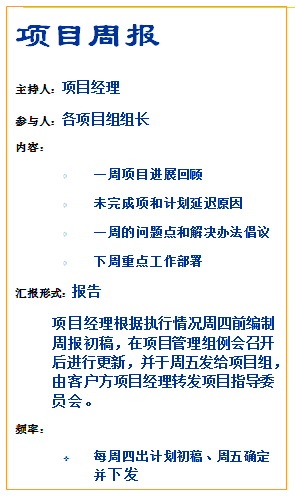 项目周报
主持人：项目经理
参与人：各项目组组长
内容：
一周项目进展回顾
未完成项和计划延迟原因
一周的问题点和解决办法倡议
下周重点工作部署
汇报形式：报告
项目经理根据执行情况周四前编制
周报初稿，在项目管理组例会召开
后进行更新，并于周五发给项目组，
由客户方项目经理转发项目指导委
员会。
频率：
每周四出计划初稿、周五确定
并下发